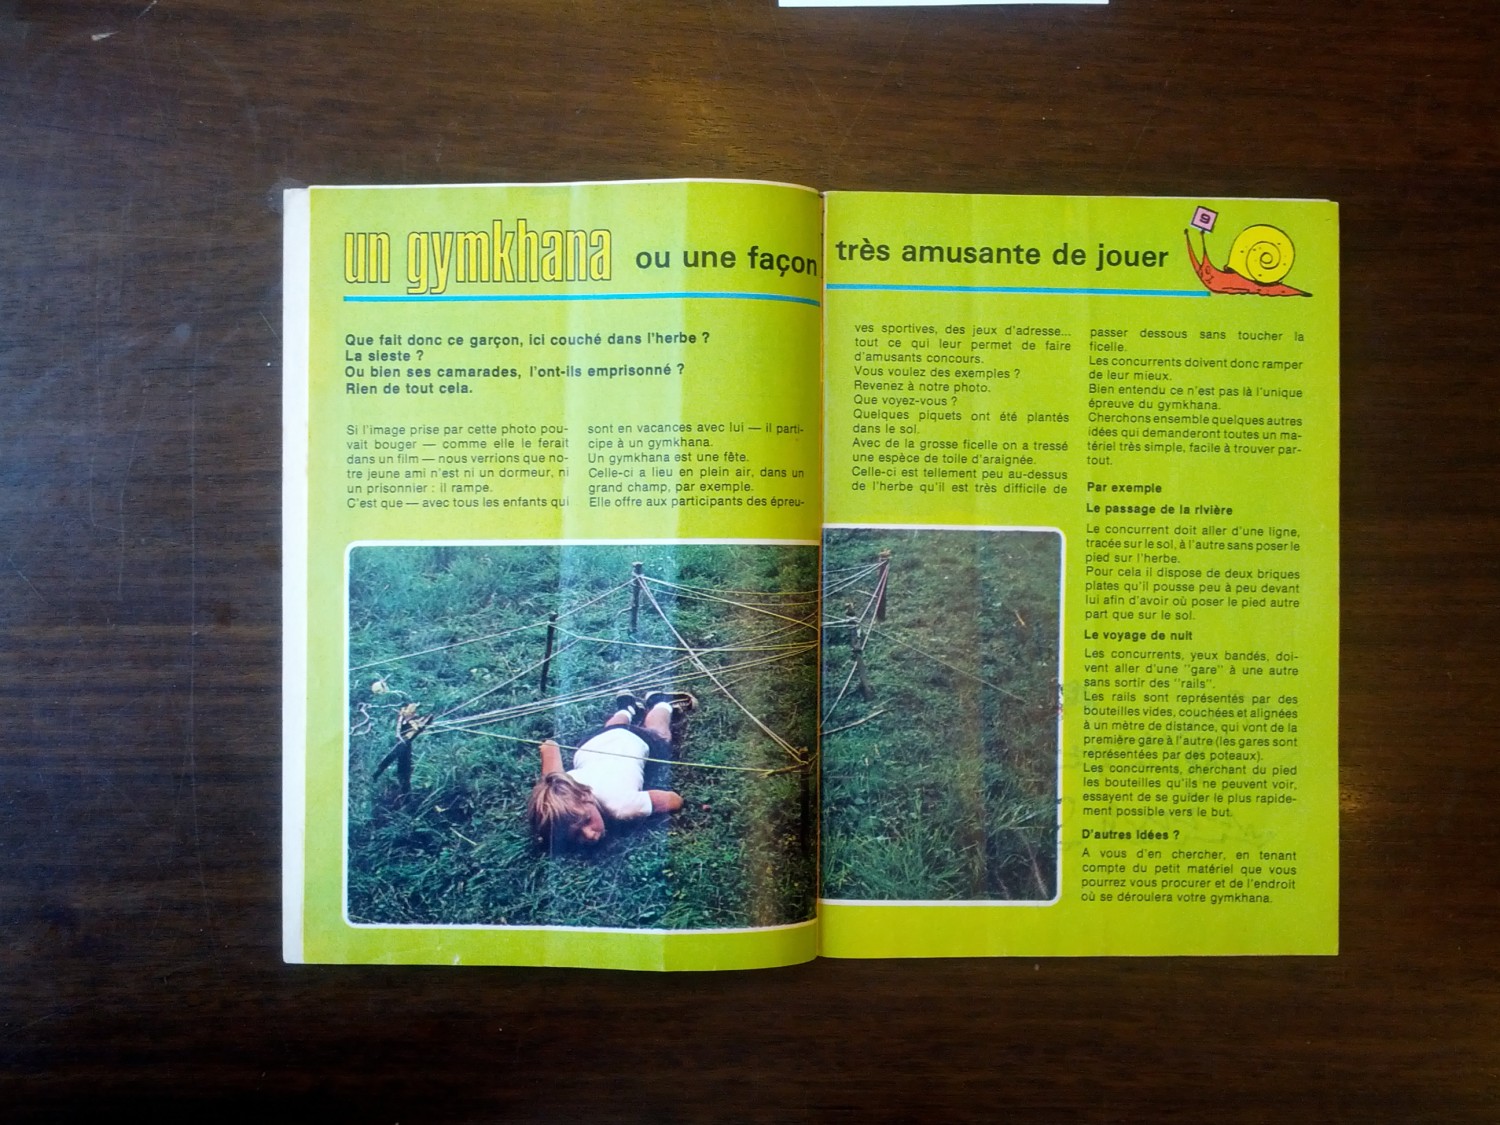 un gymkhana ou une façon très amusante de jouer
9
Que fait donc ce garçon, ici couché dans l'herbe ?
La sieste ?
Ou bien ses camarades, l'ont-ils emprisonné ?
Rien de tout cela.
Si l'image prise par cette photo pou-
vait bouger — comme elle le ferait
dans un film — nous verrions que no-
tre jeune ami n'est ni un dormeur, ni
un prisonnier : il rampe.
C'est que — avec tous les enfants qui
sont en vacances avec lui — il parti-
cipe à un gymkhana.
Un gymkhana est une fête.
Celle-ci a lieu en plein air, dans un
grand champ, par exemple.
Elle offre aux participants des épreu-
ves sportives, des jeux d'adresse...
tout ce qui leur permet de faire
d'amusants concours.
Vous voulez des exemples ?
Revenez à notre photo.
Que voyez-vous ?
Quelques piquets ont été plantés
dans le sol.
Avec de la grosse ficelle on a tressé
une espèce de toile d'araignée.
Celle-ci est tellement peu au-dessus
de l'herbe qu'il est très difficile de
passer dessous sans toucher la
ficelle.
Les concurrents doivent donc ramper
de leur mieux.
Bien entendu ce n'est pas là l'unique
épreuve du gymkhana.
Cherchons ensemble quelques autres
idées qui demanderont toutes un ma-
tériel très simple, facile à trouver par-
tout.
Par exemple
Le passage de la rivière
Le concurrent doit aller d'une ligne,
tracée sur le sol, à l'autre sans poser le
pied sur l'herbe.
Pour cela il dispose de deux briques
plates qu'il pousse peu à peu devant
lui afin d'avoir où poser le pied autre
part que sur le sol.
Le voyage de nuit
Les concurrents, yeux bandés, doi-
vent aller d'une "gare" à une autre
sans sortir des "rails".
Les rails sont représentés par des
bouteilles vides, couchées et alignées
à un mètre de distance, qui vont de la
première gare à l'autre (les gares sont
représentées par des poteaux).
Les concurrents, cherchant du pied
les bouteilles qu'ils ne peuvent voir,
essayent de se guider le plus rapide-
ment possible vers le but.
D'autres idées ?
A vous d'en chercher, en tenant
compte du petit matériel que vous
pourrez vous procurer et de l'endroit
où se déroulera votre gymkhana.